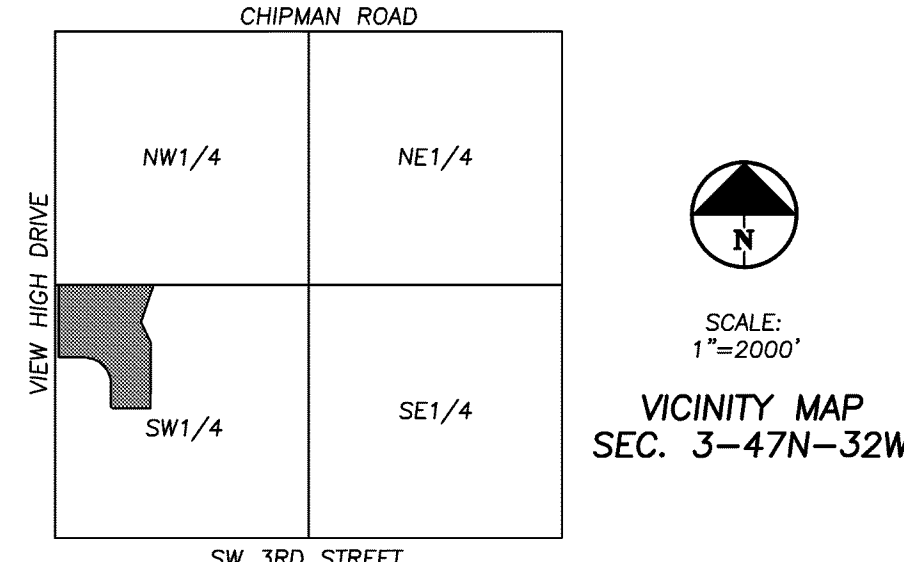 CHIPMAN ROAD
NW1/4
NE1/4
VIEW HIGH DRIVE
N
SCALE:
1"=2000'
SW1/4
SE1/4
VICINITY MAP
SEC. 3-47N-32W
SW 3RD STREET